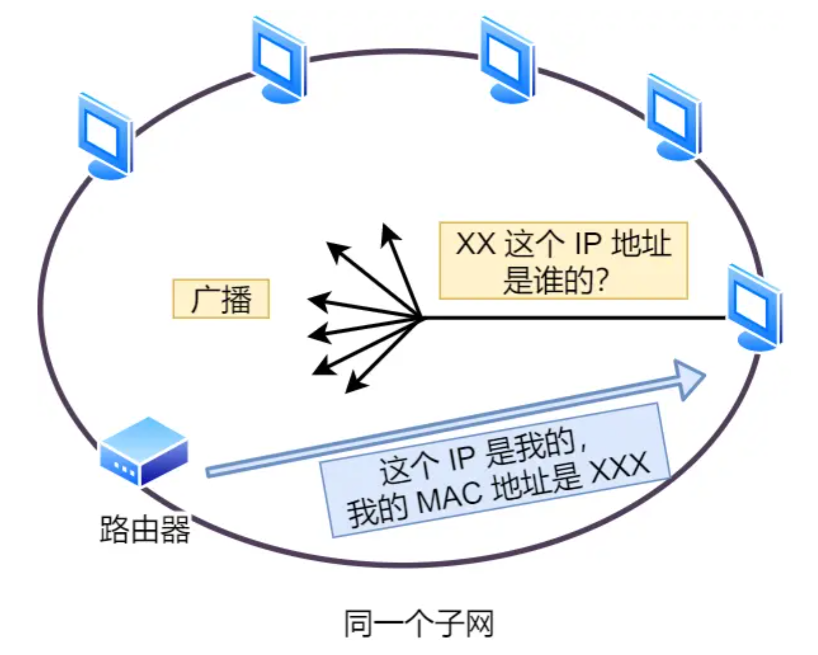 XX 这个 IP 地址
是谁的？
广播
这个 IP 是我的，
我的 MAC 地址是 XXX
路由器
同一个子网